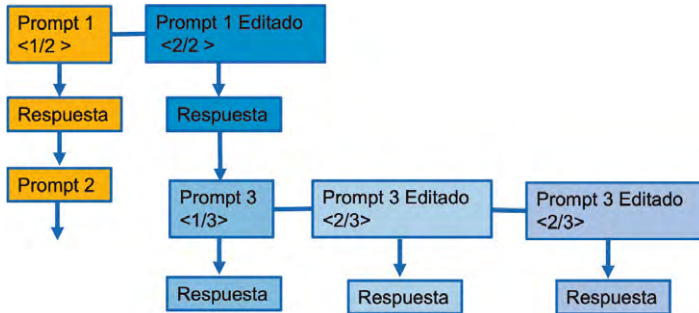 Prompt 1
<1/2 >
Prompt 1 Editado
<2/2 >
Respuesta
Respuesta
Prompt 2
Prompt 3
<1/3>
Prompt 3 Editado
<2/3>
Prompt 3 Editado
<2/3>
Respuesta
Respuesta
Respuesta